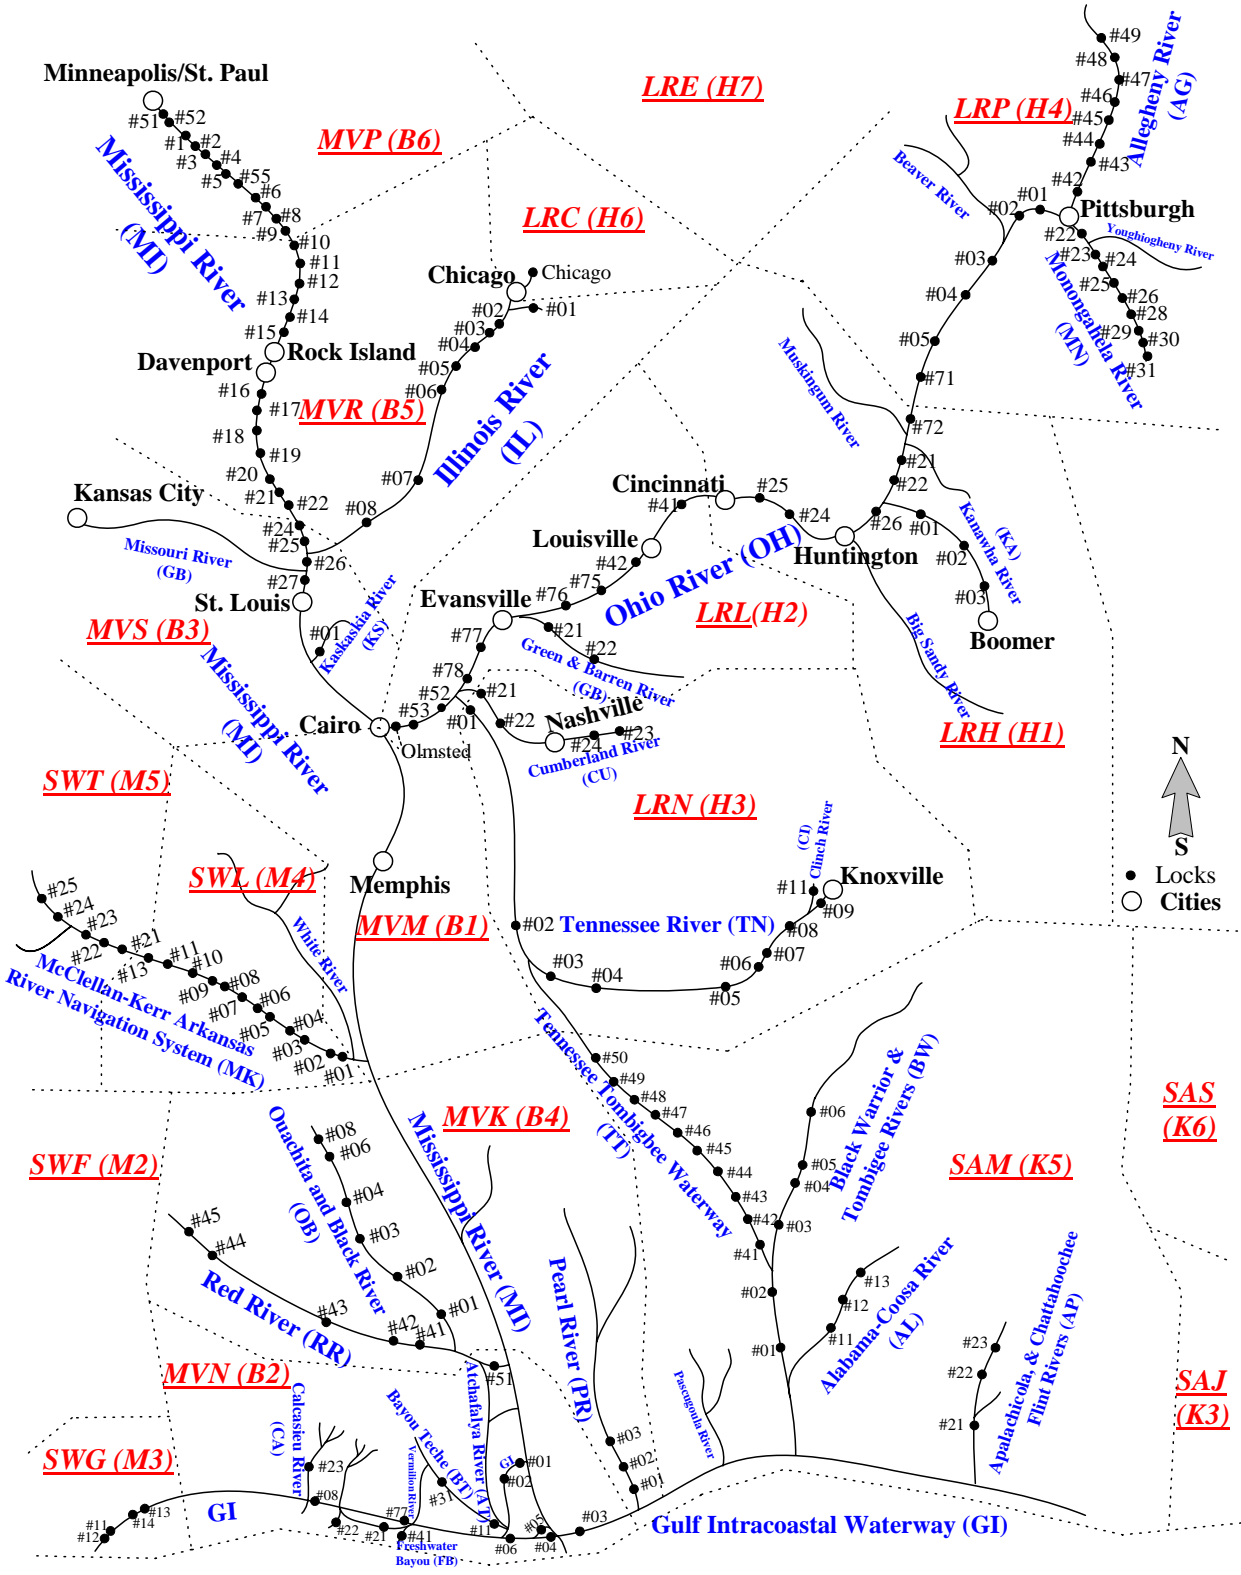 Minneapolis/St. Paul
#51
#52
#1
#2
#3
#4
#5
#55
#6
#7
#8
#9
#10
#11
#12
#13
#14
#15
Mississippi River
(MI)
MVP (B6)
LRE (H7)
LRP (H4)
LRC (H6)
#49
#48
#47
#46
#45
#44
#43
#42
Allegheny River
(AG)
Beaver River
#01
#02
Pittsburgh
#22
Youghiogheny River
#23
#24
#25
#26
#28
#29
#30
#31
Monongahela River
(MN)
#03
#04
#05
#71
#72
Muskingum River
Chicago
Chicago
#01
#02
#03
#04
#05
#06
#07
#08
Illinois River
(IL)
Rock Island
Davenport
#16
#17
MVR (B5)
#18
#19
#20
#21
#22
#24
#25
#26
#27
Kansas City
Missouri River
(GB)
St. Louis
MVS (B3)
#01
Kaskaskia River
(KS)
Mississippi River
(MI)
#21
#22
#26
#01
#02
#03
Kanawha River
(KA)
Boomer
Huntington
Big Sandy River
Cincinnati
#25
#24
#41
Louisville
#42
#75
#76
Ohio River (OH)
Evansville
LRL(H2)
#21
#22
Green & Barren River
(GB)
#77
#78
#52
#53
#01
Cairo
Olmsted
#21
#22
Nashville
#24
#23
Cumberland River
(CU)
LRH (H1)
LRN (H3)
SWT (M5)
N
S
Locks
Cities
SWL (M4)
Memphis
MVM (B1)
White River
#25
#24
#23
#22
#21
#13
#11
#10
#09
#08
#07
#06
#05
#04
#03
#02
#01
McClellan-Kerr Arkansas
River Navigation System (MK)
#02
Tennessee River (TN)
#03
#04
#05
#06
#07
#08
#09
#11
(CI)
Clinch River
Knoxville
Tennessee Tombigbee Waterway
(TT)
#50
#49
#48
#47
#46
#45
#44
#43
#42
#41
Black Warrior &
Tombigee Rivers (BW)
#06
#05
#04
#03
#02
#01
SAS
(K6)
SAM (K5)
MVK (B4)
SWF (M2)
Ouachita and Black River
(OB)
#08
#06
#04
#03
#02
#01
Mississippi River (MI)
#45
#44
#43
#42
#41
#51
Red River (RR)
Pearl River (PR)
#03
#02
#01
Pascugoula River
#13
#12
#11
Alabama-Coosa River
(AL)
#23
#22
#21
Apalachicola, & Chattahoochee
Flint Rivers (AP)
SAJ
(K3)
MVN (B2)
SWG (M3)
Calcasieu River
(CA)
#23
#08
#22
#21
#77
#41
Vermilion River
Freshwater
Bayou (FB)
Bayou Teche (BT)
#31
Atchafalya River (AT)
#11
GI
#01
#02
#06
#05
#04
#03
GI
#11
#12
#13
#14
Gulf Intracoastal Waterway (GI)